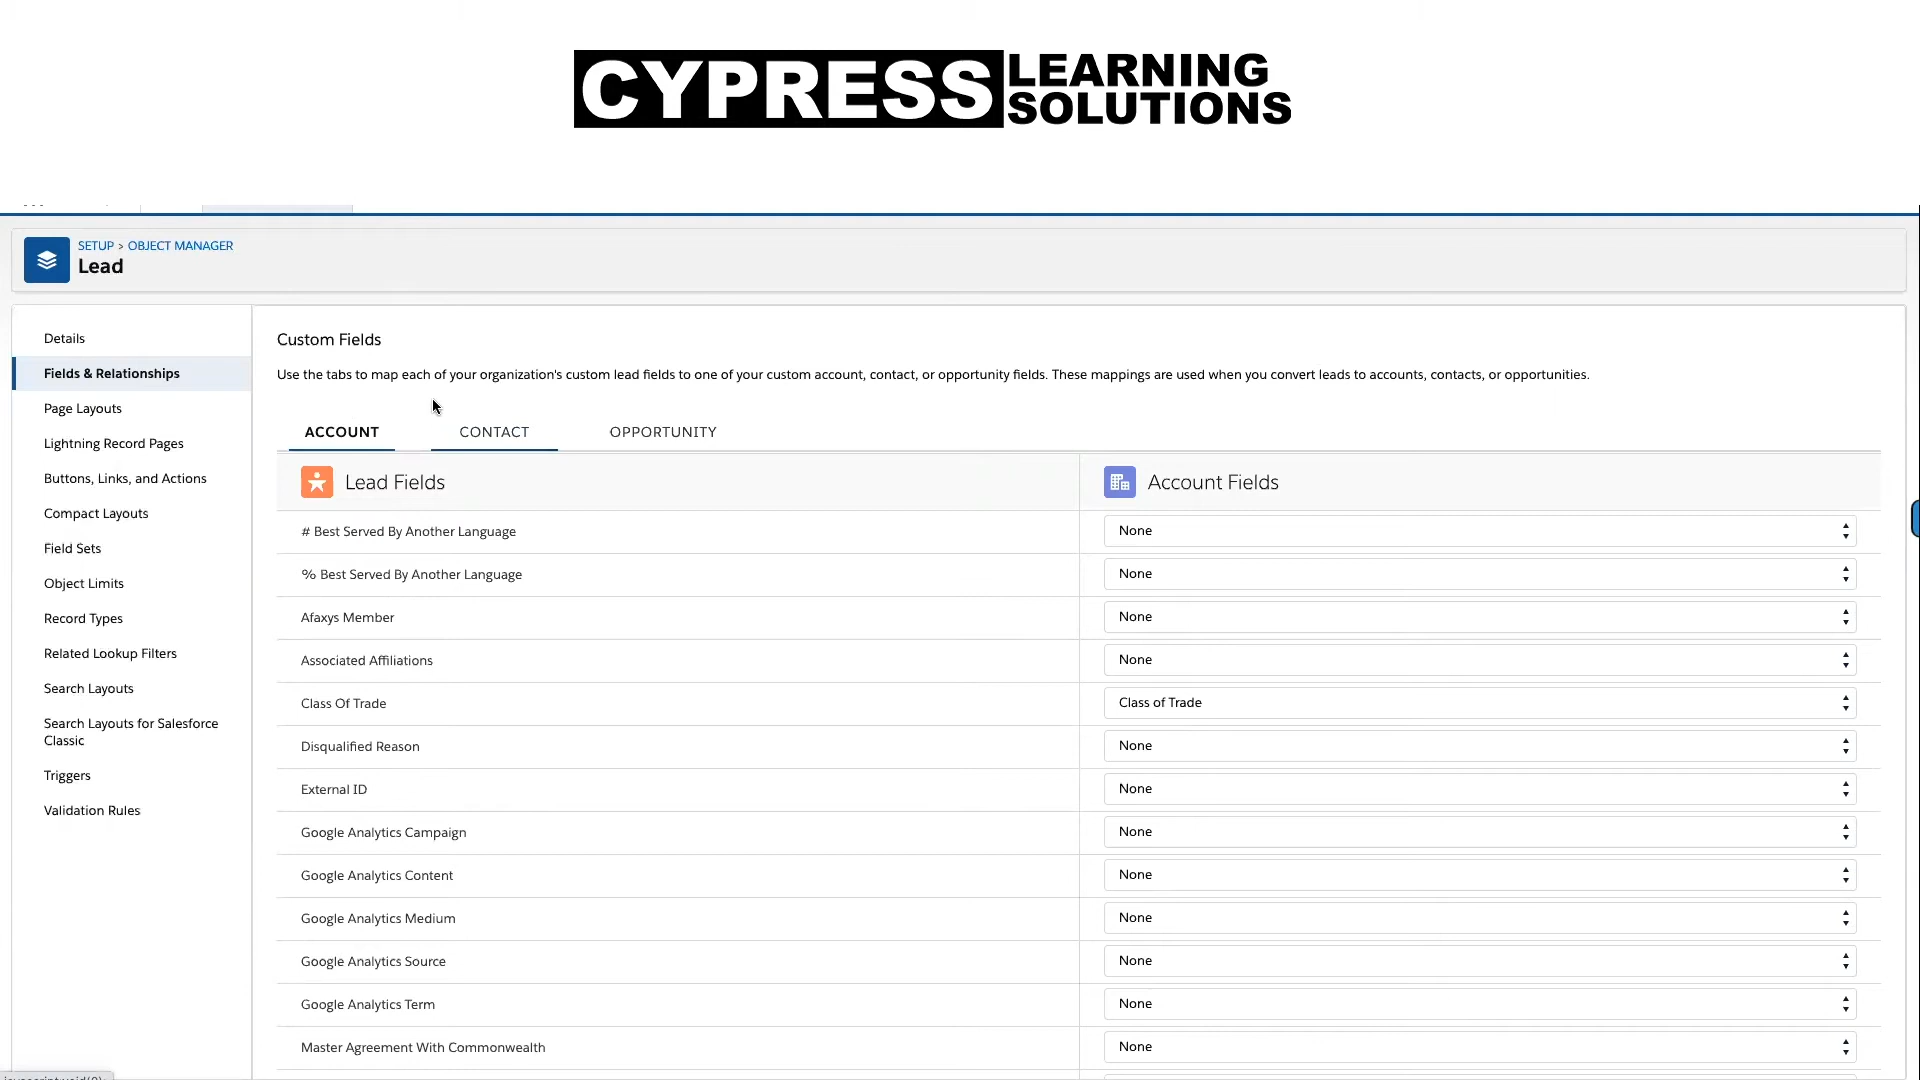 CYPRESS LEARNING
SOLUTIONS
SETUP > OBJECT MANAGER
Lead
Details
Fields & Relationships
Page Layouts
Lightning Record Pages
Buttons, Links, and Actions
Compact Layouts
Field Sets
Object Limits
Record Types
Related Lookup Filters
Search Layouts
Search Layouts for Salesforce
Classic
Triggers
Validation Rules
Custom Fields
Use the tabs to map each of your organization's custom lead fields to one of your custom account, contact, or opportunity fields. These mappings are used when you convert leads to accounts, contacts, or opportunities.
ACCOUNT CONTACT OPPORTUNITY
Lead Fields Account Fields
# Best Served By Another Language None
% Best Served By Another Language None
Afaxys Member None
Associated Affiliations None
Class Of Trade Class of Trade
Disqualified Reason None
External ID None
Google Analytics Campaign None
Google Analytics Content None
Google Analytics Medium None
Google Analytics Source None
Google Analytics Term None
Master Agreement With Commonwealth None